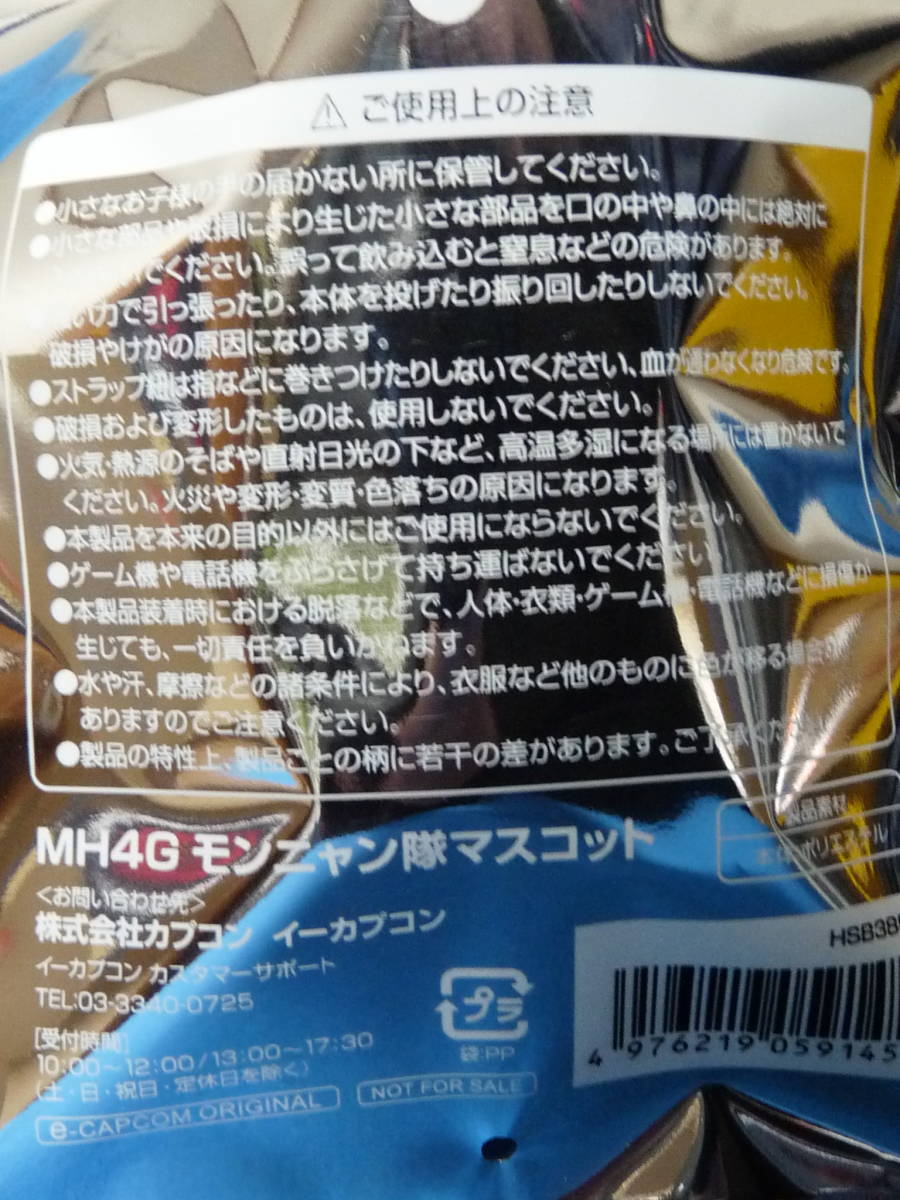 ご使用上の注意
●小さなお子様の手の届かない所に保管してください。
●小さな部品や破損により生じた小さな部品を口の中や鼻の中には絶対に
でください。誤って飲み込むと窒息などの危険があります。
い力で引っ張ったり、本体を投げたり振り回したりしないでください。
破損やけがの原因になります。
●ストラップ紐は指などに巻きつけたりしないでください、血が通わなくなり危険です。
●破損および変形したものは、使用しないでください。
●火気・熱源のそばや直射日光の下など、高温多湿になる場所には置かないで
ください。火災や変形・変質・色落ちの原因になります。
●本製品を本来の目的以外にはご使用にならないでください。
●ゲーム機や電話機をぶらさげて持ち運ばないでください。
●本製品装着時における脱落などで、人体・衣類・ゲーム機・電話機などに損傷が
生じても、一切責任を負いかねます。
●水や汗、摩擦などの諸条件により、衣服など他のものに色が移る場合が
ありますのでご注意ください。
●製品の特性上、製品ごとの柄に若干の差があります。ご了承ください。
MH4G モンニャン隊マスコット
製品素材
本体:ポリエステル
<お問い合わせ先>
株式会社カプコン イーカプコン
イーカプコン カスタマーサポート
TEL:03-3340-0725
[受付時間]
10:00~12:00/13:00~17:30
(土・日・祝日・定休日を除く)
e-CAPCOM ORIGINAL
NOT FOR SALE
プラ
袋:PP
HSB38
4 976219 059145